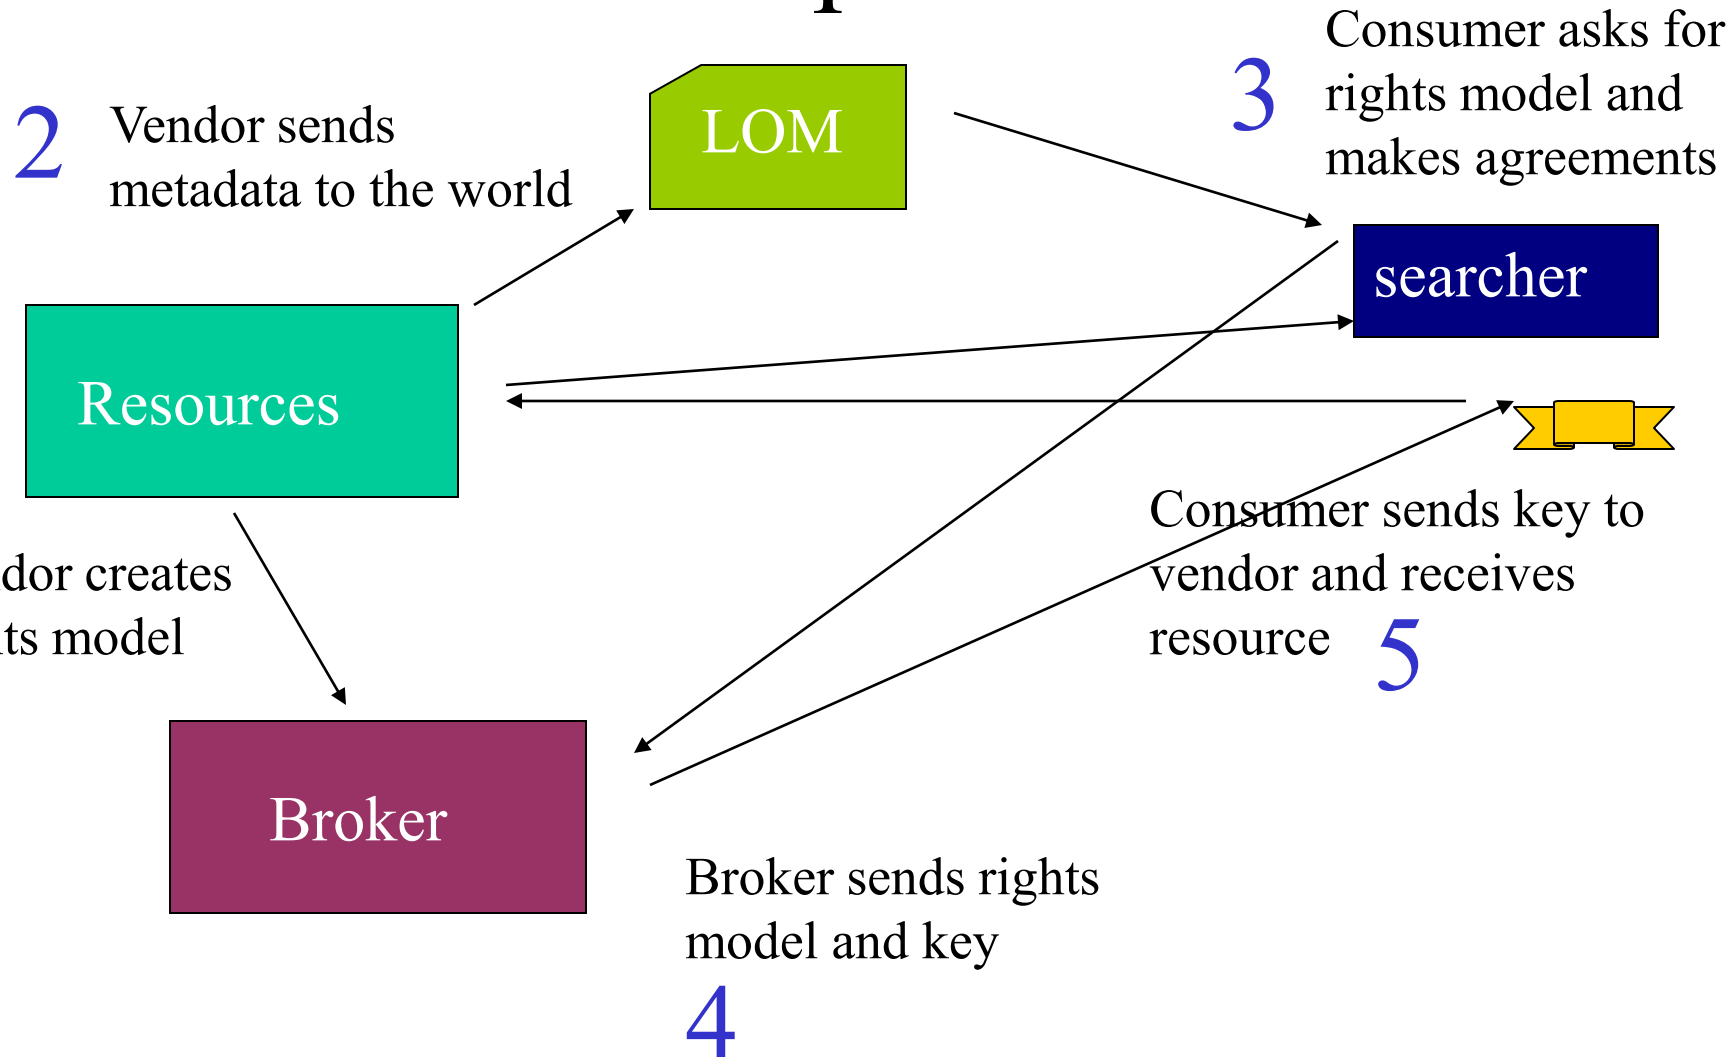 2
Vendor sends
metadata to the world
LOM
3
Consumer asks for
rights model and
makes agreements
searcher
Resources
Consumer sends key to
vendor and receives
resource
5
dor creates
ts model
Broker
Broker sends rights
model and key
4